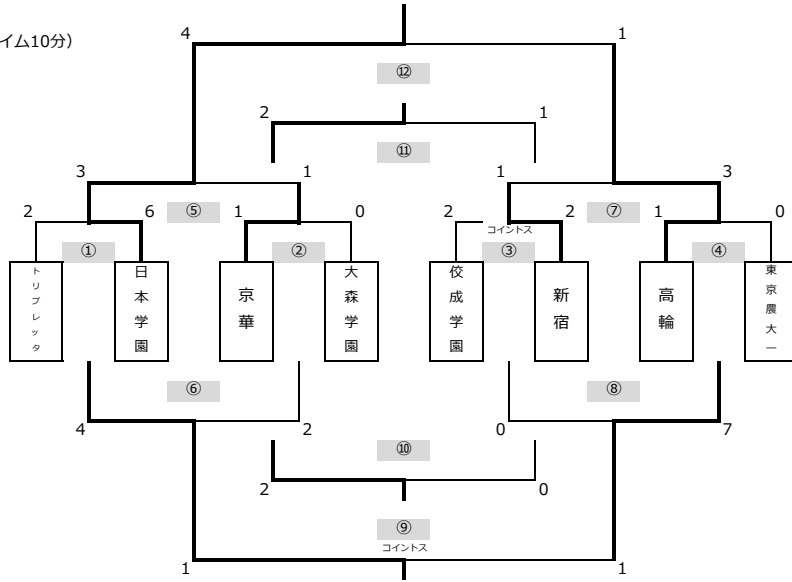 イム10分）
4 1
⑫
2 1
⑪
3 1 1 3
2 6 ⑤ 1 0 2 コイントス 2 ⑦ 1 0
① ② ③ ④
トリプレッタ
日本学園
京華
大森学園
佼成学園
新宿
高輪
東京農大一
⑥ ⑧
4 2 0 7
⑩
2 0
⑨
コイントス
1 1